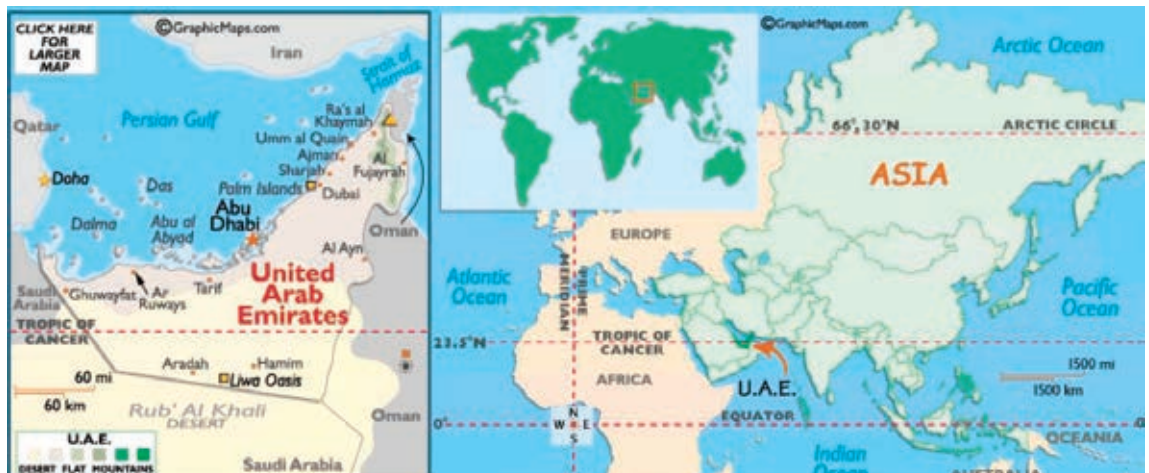 CLICK HERE
FOR
LARGER
MAP
©GraphicMaps.com
Iran
Strait of
Hormuz
Qatar
Persian Gulf
Ra's al
Khaymah
Umm al Quain
Ajman
Sharjah
Al
Fujayrah
Doha
Das
Palm Islands
Dubai
Dalma
Abu al
Abyad
Abu
Dhabi
Oman
Al Ayn
Saudi
Arabia
Ghuwayfat
Ar
Ruways
Tarif
United
Arab
Emirates
TROPIC OF
CANCER
Aradah
Hamim
Liwa Oasis
60 mi
60 km
Rub' Al Khali
DESERT
Oman
U.A.E.
DESERT FLAT MOUNTAINS
Saudi Arabia
©GraphicMaps.com
Arctic Ocean
66°, 30°N
ARCTIC CIRCLE
ASIA
EUROPE
Atlantic
Ocean
MERIDIAN
PRIME
Pacific
Ocean
23.5°N
TROPIC OF
CANCER
AFRICA
U.A.E.
1500 mi
1500 km
EQUATOR
0°
N
W E
S
0
OCEANIA
Indian
Ocean
AUSTRALIA